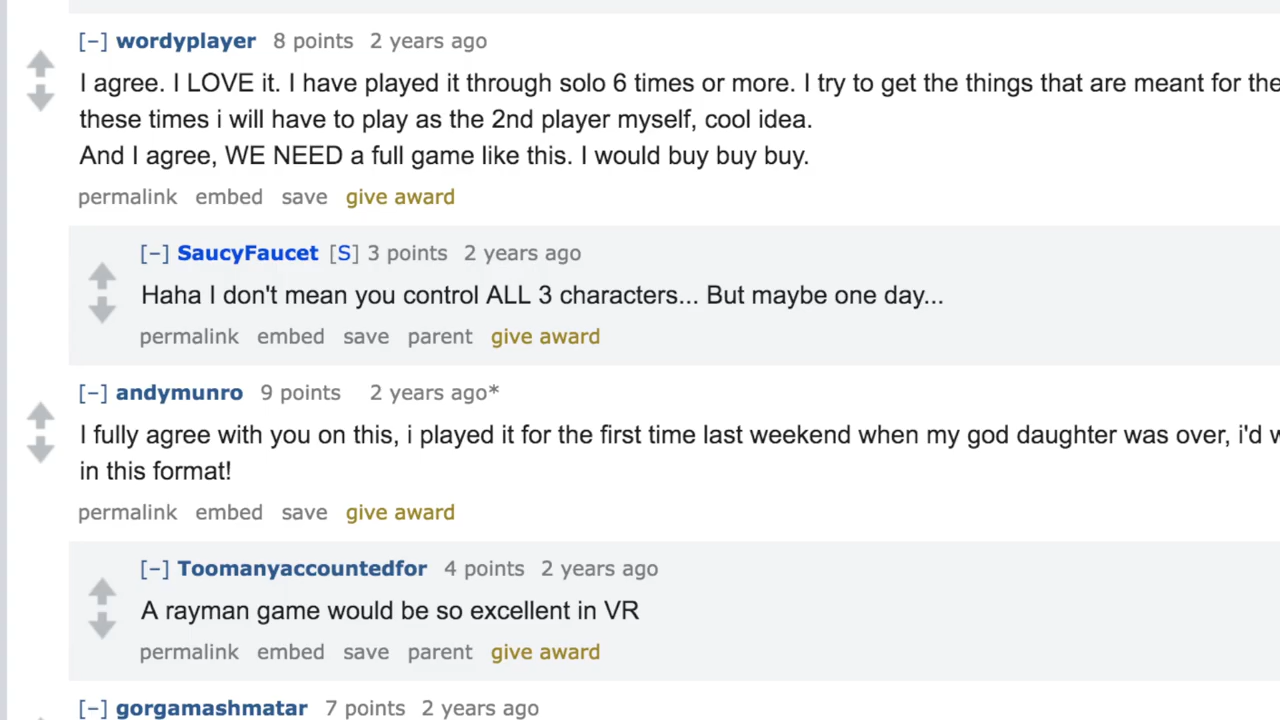 [–] wordyplayer 8 points 2 years ago
I agree. I LOVE it. I have played it through solo 6 times or more. I try to get the things that are meant for the
these times i will have to play as the 2nd player myself, cool idea.
And I agree, WE NEED a full game like this. I would buy buy buy.
permalink embed save give award
[–] SaucyFaucet [S] 3 points 2 years ago
Haha I don't mean you control ALL 3 characters... But maybe one day...
permalink embed save parent give award
[–] andymunro 9 points 2 years ago*
I fully agree with you on this, i played it for the first time last weekend when my god daughter was over, i'd
in this format!
permalink embed save give award
[–] Toomanyaccountedfor 4 points 2 years ago
A rayman game would be so excellent in VR
permalink embed save parent give award
[–] gorgamashmatar 7 points 2 years ago